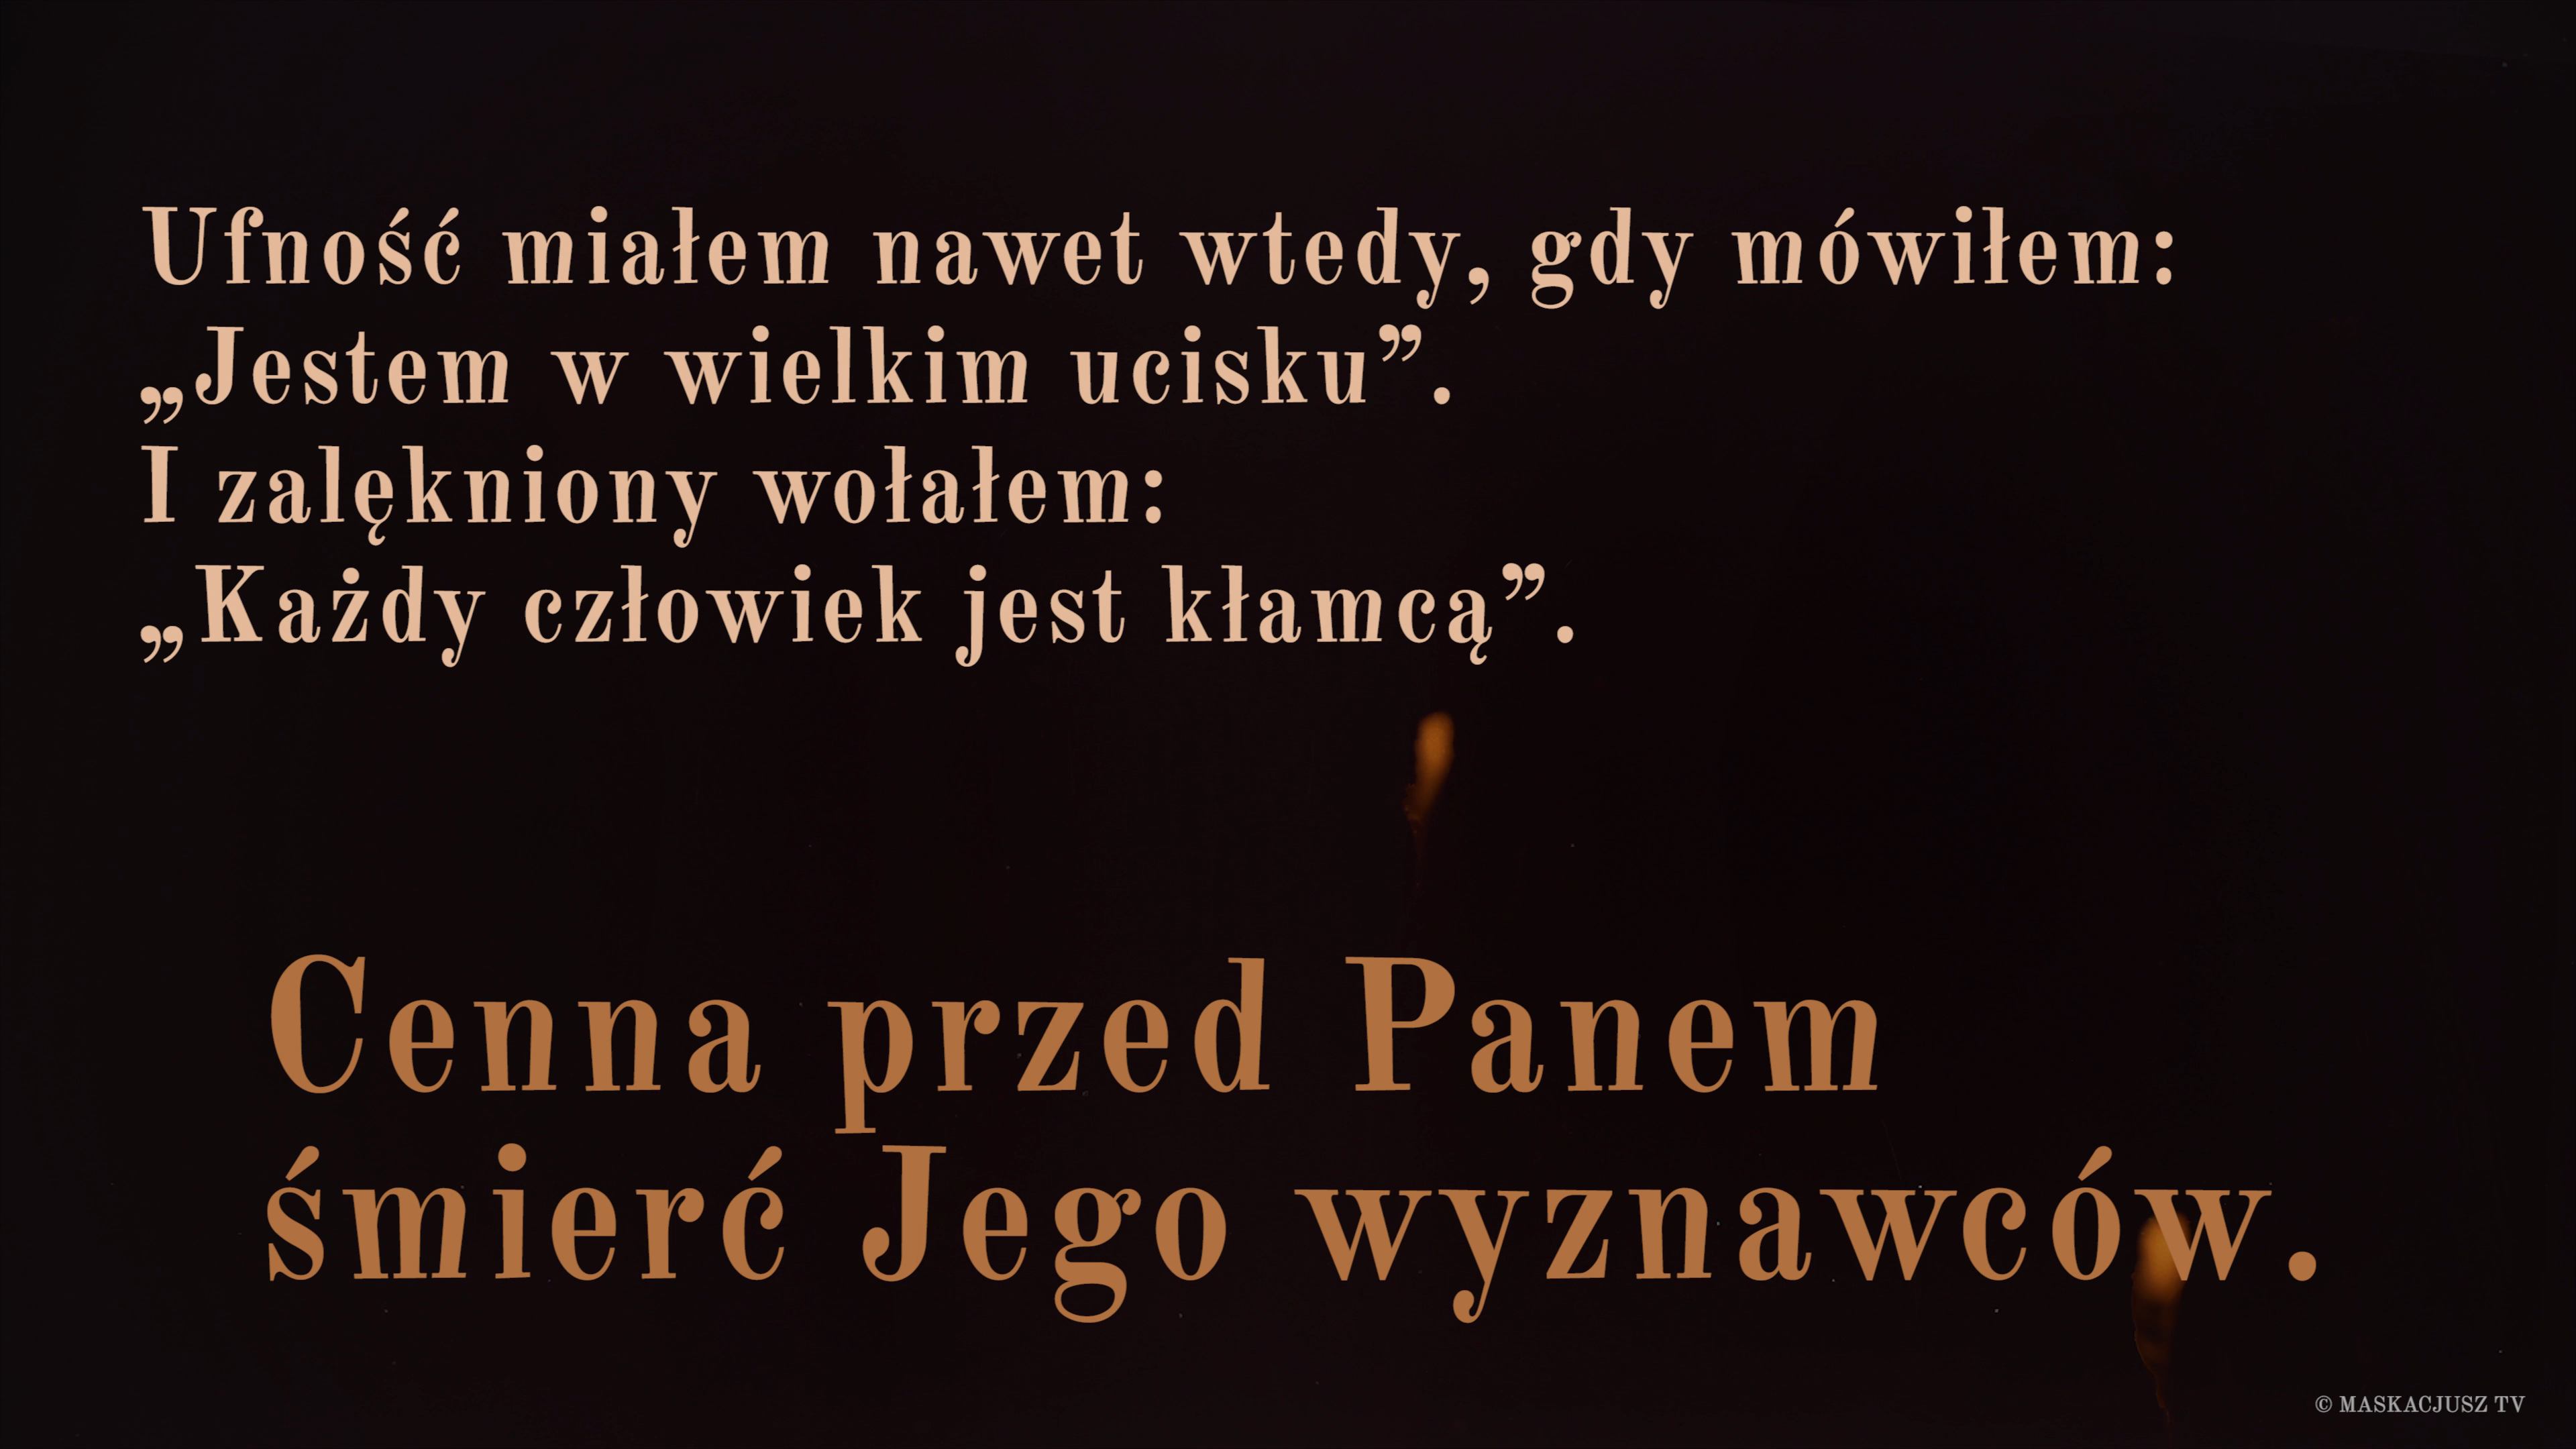 Ufność miałem nawet wtedy, gdy mówiłem:
„Jestem w wielkim ucisku”.
I zalękniony wołałem:
„Każdy człowiek jest kłamcą”.
Cenna przed Panem
śmierć Jego wyznawców.
© MASKACJUSZ TV